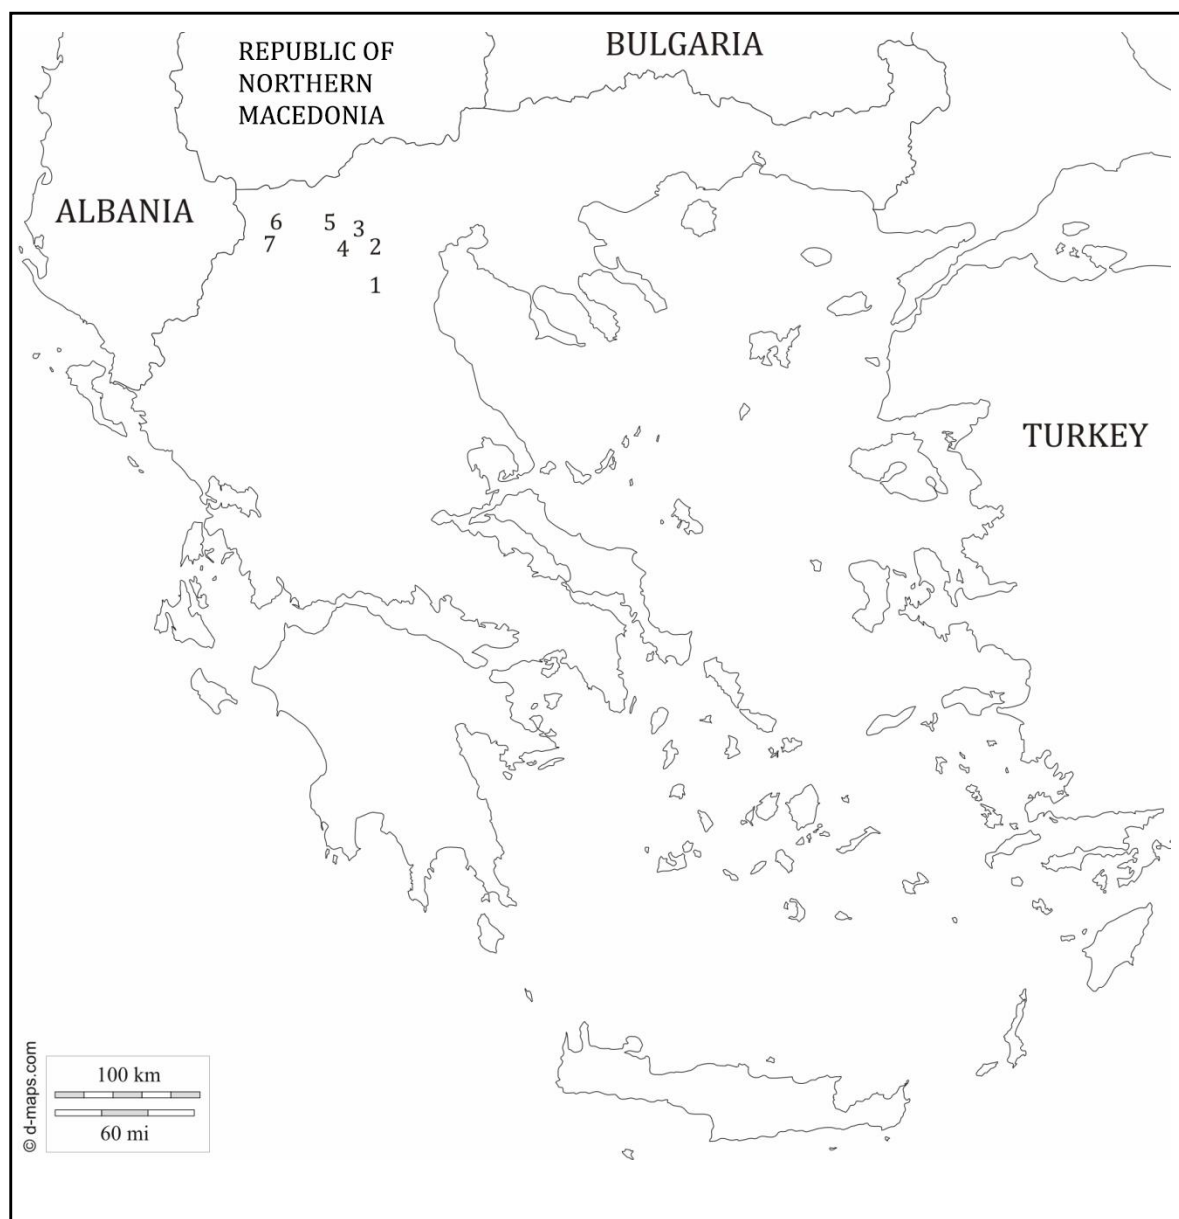 REPUBLIC OF
NORTHERN
MACEDONIA
BULGARIA
ALBANIA
6
5
3
7
4
2
1
TURKEY
© d-maps.com
100 km
60 mi